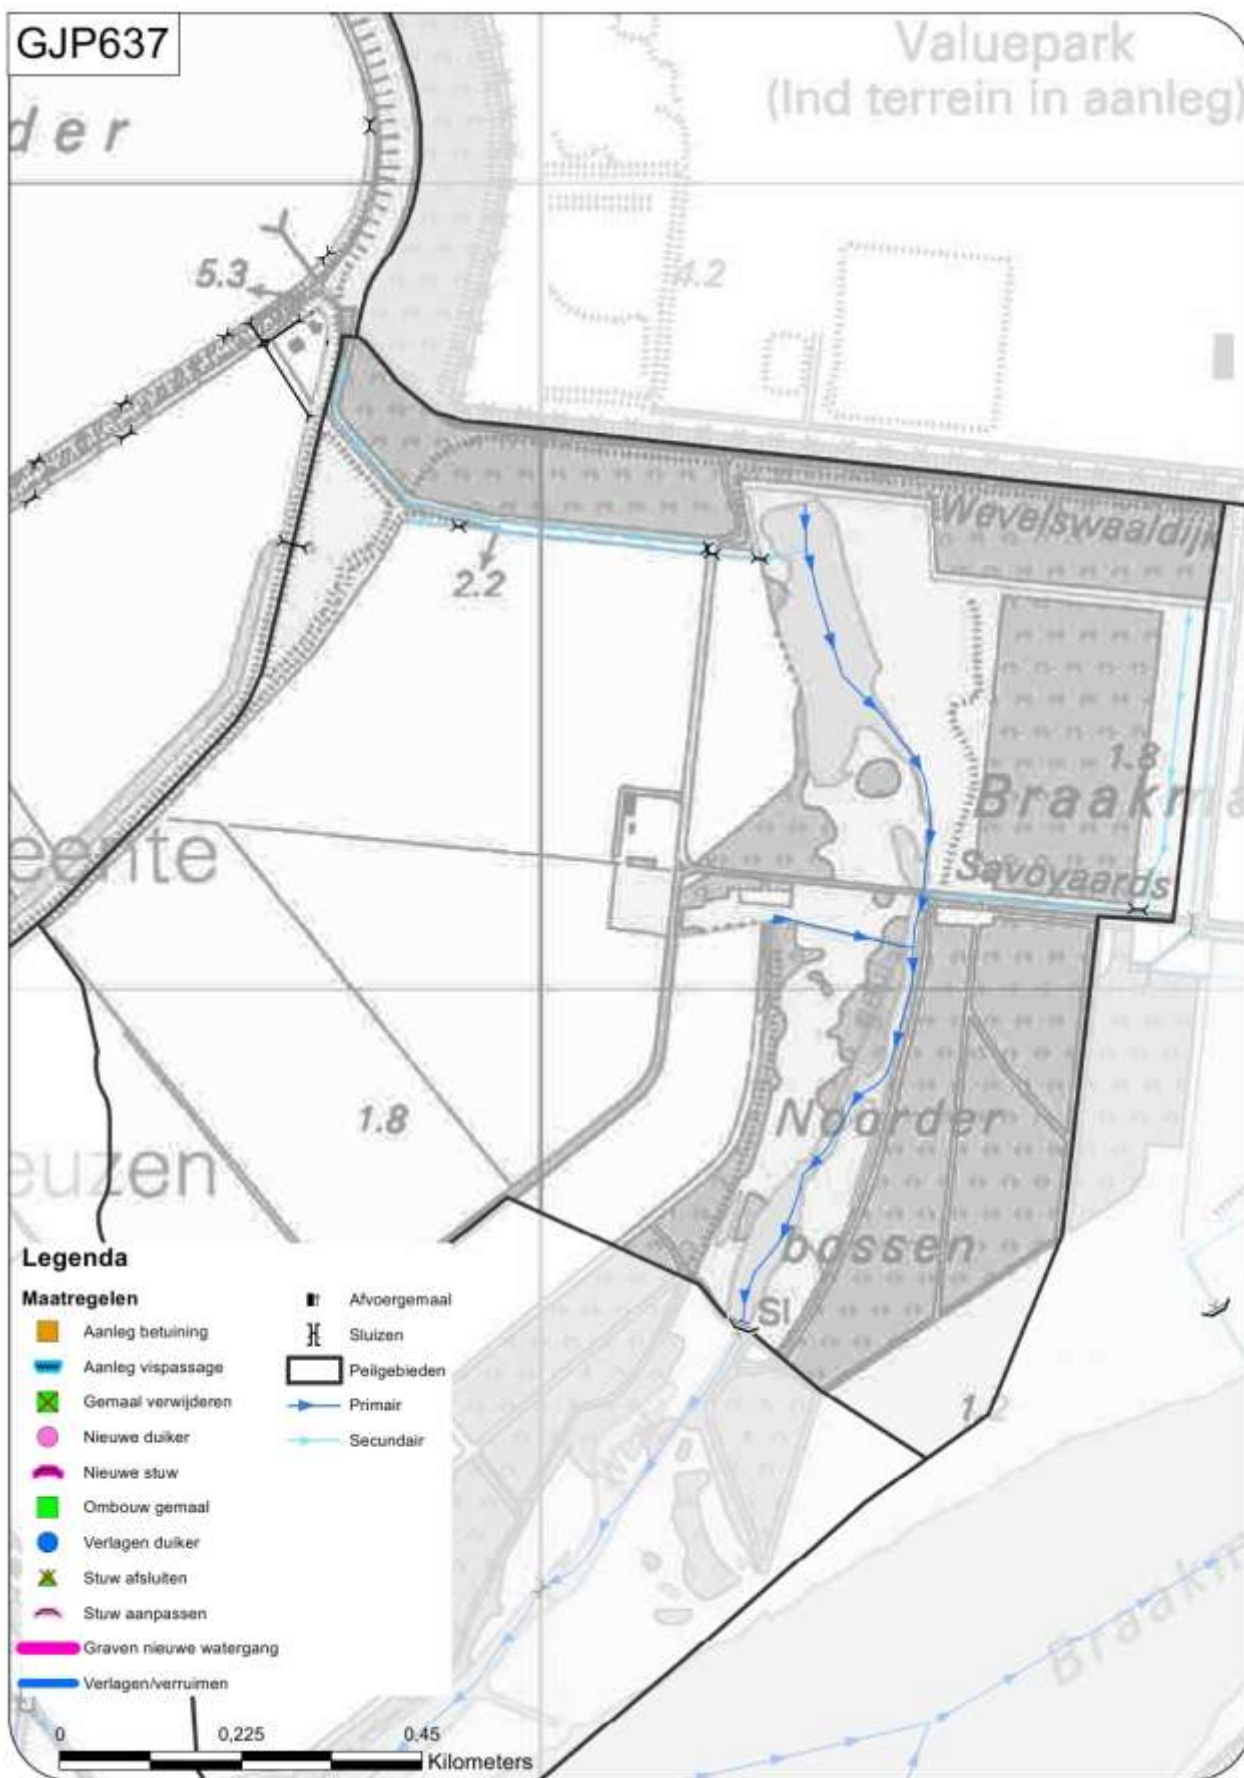 GJP637
Valuepark
(Ind terrein in aanleg)
der
5.3
4.2
Wevelswaaldijk
2.2
1.8
Braakma
eente
Savoyaards
1.8
Noorder
euzen
bossen
SI
Legenda
Maatregelen
Aanleg betuining
Aanleg vispassage
Gemaal verwijderen
Nieuwe duiker
Nieuwe stuw
Ombouw gemaal
Verlagen duiker
Stuw afsluiten
Stuw aanpassen
Graven nieuwe watergang
Verlagen/verruimen
Afvoergemaal
Sluizen
Peilgebieden
Primair
Secundair
Braakm
0 0,225 0,45
Kilometers